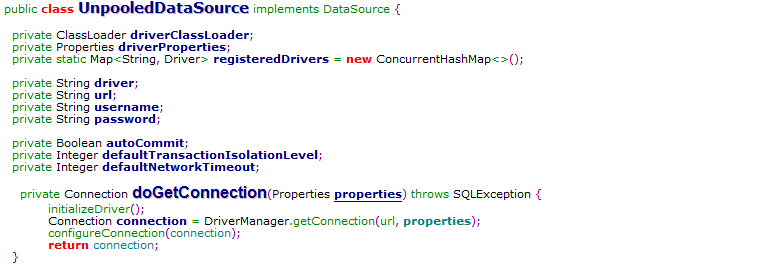 public class UnpooledDataSource implements DataSource {
private ClassLoader driverClassLoader;
private Properties driverProperties;
private static Map<String, Driver> registeredDrivers = new ConcurrentHashMap<>();
private String driver;
private String url;
private String username;
private String password;
private Boolean autoCommit;
private Integer defaultTransactionIsolationLevel;
private Integer defaultNetworkTimeout;
private Connection doGetConnection(Properties properties) throws SQLException {
initializeDriver();
Connection connection = DriverManager.getConnection(url, properties);
configureConnection(connection);
return connection;
}